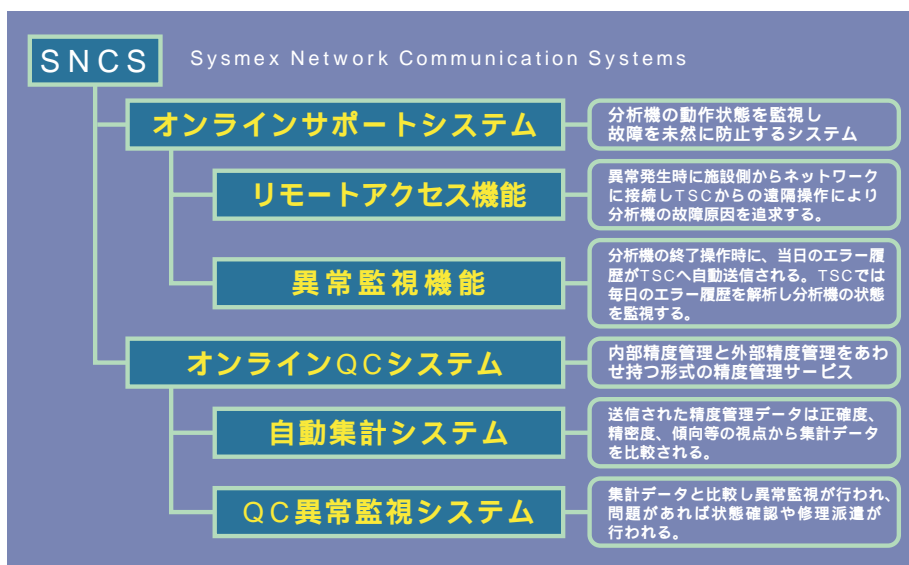 SNCS
Sysmex Network Communication Systems
オンラインサポートシステム
分析機の動作状態を監視し
故障を未然に防止するシステム
リモートアクセス機能
異常発生時に施設側からネットワーク
に接続しTSCからの遠隔操作により
分析機の故障原因を追求する。
異常監視機能
分析機の終了操作時に、当日のエラー履
歴がTSCへ自動送信される。TSCでは
毎日のエラー履歴を解析し分析機の状態
を監視する。
オンラインQCシステム
内部精度管理と外部精度管理をあわ
せ持つ形式の精度管理サービス
自動集計システム
送信された精度管理データは正確度、
精密度、傾向等の視点から集計データ
を比較される。
QC異常監視システム
集計データと比較し異常監視が行われ、
問題があれば状態確認や修理派遣が
行われる。